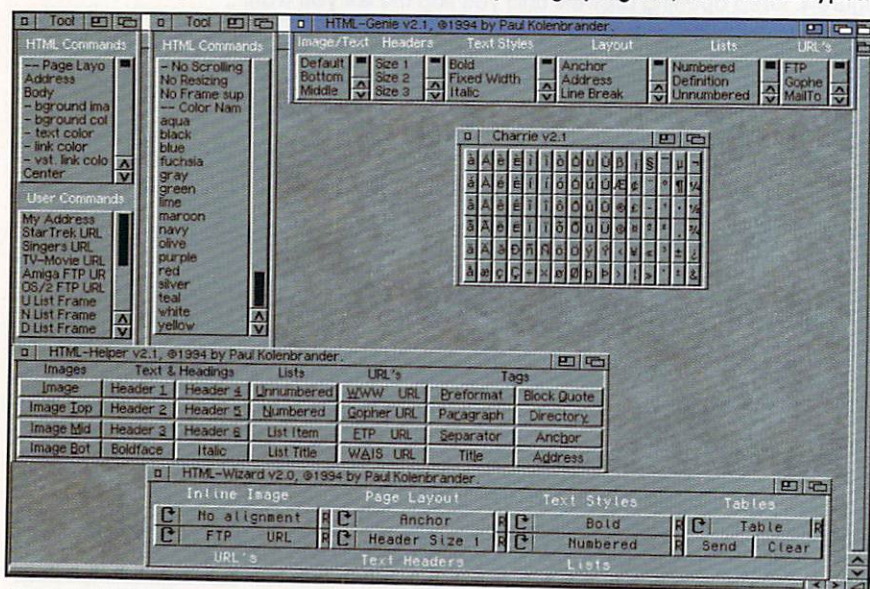 Tool
HTML Commands
-- Page Layo
Address
Body
- bground ima
- bground col
- text color
- link color
- vst. link colo
Center
User Commands
My Address
StarTrek URL
Singers URL
TV-Movie URL
Amiga FTP UR
OS/2 FTP URL
U List Frame
N List Frame
D List Frame
Tool
HTML Commands
- No Scrolling
No Resizing
No Frame sup
-- Color Nam
aqua
black
blue
fuchsia
gray
green
lime
maroon
navy
olive
purple
red
silver
teal
white
yellow
HTML-Genie v2.1, ©1994 by Paul Kolenbrander.
Image/Text Headers Text Styles Layout Lists URL's
Default Size 1 Bold Anchor Numbered FTP
Bottom Size 2 Fixed Width Address Definition Gophe
Middle Size 3 Italic Line Break Unnumbered MailTo
Charrie v2.1
HTML-Helper v2.1, ©1994 by Paul Kolenbrander.
Images Text & Headings Lists URL's Tags
Image Header 1 Header 4 Unnumbered WWW URL Preformat Block Quote
Image Top Header 2 Header 5 Numbered Gopher URL Paragraph Directory
Image Mid Header 3 Header 6 List Item FTP URL Separator Anchor
Image Bot Boldface Italic List Title WAIS URL Title Address
HTML-Wizard v2.0, ©1994 by Paul Kolenbrander.
Inline Image Page Layout Text Styles Tables
No alignment R Anchor R Bold R Table R
FTP URL R Header Size 1 R Numbered R Send Clear
URL's Text Headers Lists